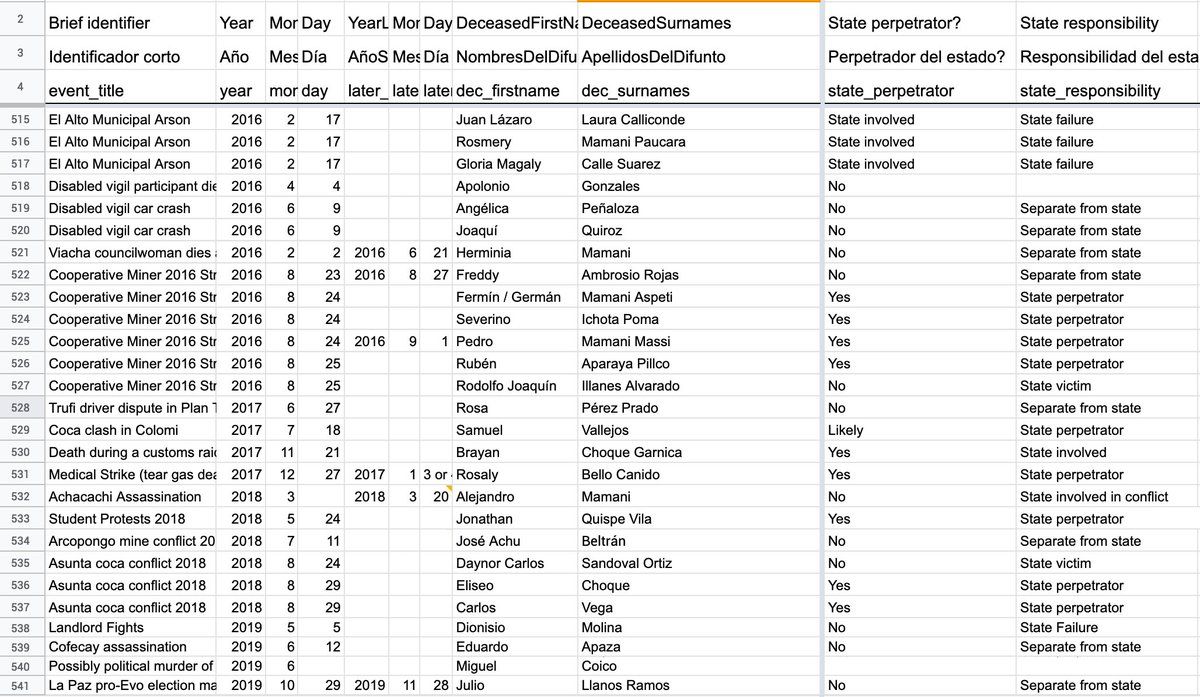 2 Brief identifier Year Mor Day YearL Mor Day DeceasedFirstNa DeceasedSurnames State perpetrator? State responsibility
3 Identificador corto Año Mes Día AñoS Mes Día NombresDelDifu ApellidosDelDifunto Perpetrador del estado? Responsibilidad del esta
4 event_title year mor day later_ late later dec_firstname dec_surnames state_perpetrator state_responsibility
515 El Alto Municipal Arson 2016 2 17 Juan Lázaro Laura Calliconde State involved State failure
516 El Alto Municipal Arson 2016 2 17 Rosmery Mamani Paucara State involved State failure
517 El Alto Municipal Arson 2016 2 17 Gloria Magaly Calle Suarez State involved State failure
518 Disabled vigil participant die 2016 4 4 Apolonio Gonzales No
519 Disabled vigil car crash 2016 6 9 Angélica Peñaloza No Separate from state
520 Disabled vigil car crash 2016 6 9 Joaquí Quiroz No Separate from state
521 Viacha councilwoman dies 2016 2 2 2016 6 21 Herminia Mamani No Separate from state
522 Cooperative Miner 2016 Str 2016 8 23 2016 8 27 Freddy Ambrosio Rojas No Separate from state
523 Cooperative Miner 2016 Str 2016 8 24 Fermín / Germán Mamani Aspeti Yes State perpetrator
524 Cooperative Miner 2016 Str 2016 8 24 Severino Ichota Poma Yes State perpetrator
525 Cooperative Miner 2016 Str 2016 8 24 2016 9 1 Pedro Mamani Massi Yes State perpetrator
526 Cooperative Miner 2016 Str 2016 8 25 Rubén Aparaya Pillco Yes State perpetrator
527 Cooperative Miner 2016 Str 2016 8 25 Rodolfo Joaquín Illanes Alvarado No State victim
528 Trufi driver dispute in Plan T 2017 6 27 Rosa Pérez Prado No Separate from state
529 Coca clash in Colomi 2017 7 18 Samuel Vallejos Likely State perpetrator
530 Death during a customs raid 2017 11 21 Brayan Choque Garnica Yes State involved
531 Medical Strike (tear gas dea 2017 12 27 2017 1 3 or Rosaly Bello Canido Yes State perpetrator
532 Achacachi Assassination 2018 3 2018 3 20 Alejandro Mamani No State involved in conflict
533 Student Protests 2018 2018 5 24 Jonathan Quispe Vila Yes State perpetrator
534 Arcopongo mine conflict 20 2018 7 11 José Achu Beltrán No Separate from state
535 Asunta coca conflict 2018 2018 8 24 Daynor Carlos Sandoval Ortiz No State victim
536 Asunta coca conflict 2018 2018 8 29 Eliseo Choque Yes State perpetrator
537 Asunta coca conflict 2018 2018 8 29 Carlos Vega Yes State perpetrator
538 Landlord Fights 2019 5 5 Dionisio Molina No State Failure
539 Cofecay assassination 2019 6 12 Eduardo Apaza No Separate from state
540 Possibly political murder of 2019 6 Miguel Coico
541 La Paz pro-Evo election ma 2019 10 29 2019 11 28 Julio Llanos Ramos No Separate from state